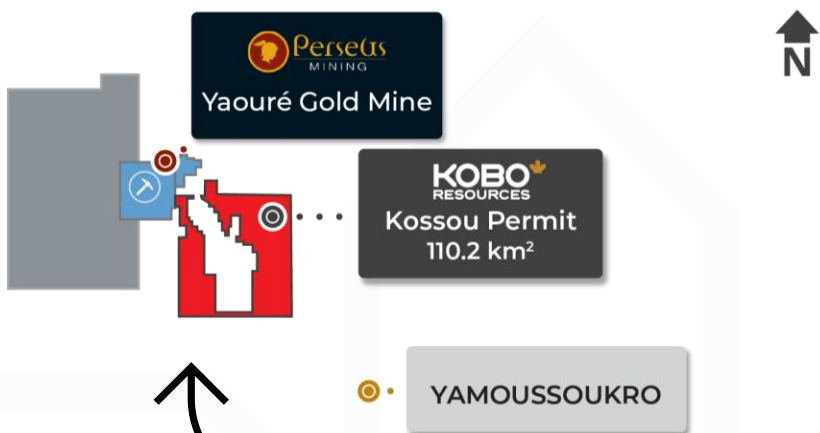 Perseus
MINING
Yaouré Gold Mine
N
KOBO
RESOURCES
Kossou Permit
110.2 km²
YAMOUSSOUKRO